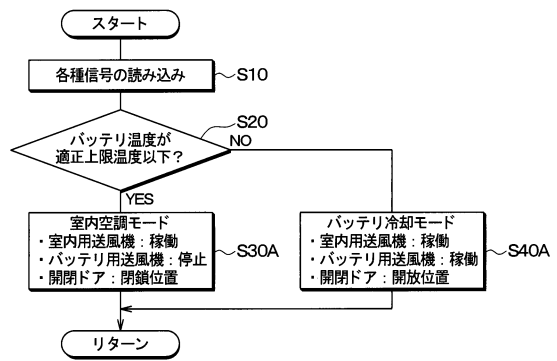 スタート
各種信号の読み込み
S10
バッテリ温度が
適正上限温度以下?
S20
NO
YES
室内空調モード
・室内用送風機:稼働
・バッテリ用送風機:停止
・開閉ドア:閉鎖位置
S30A
バッテリ冷却モード
・室内用送風機:稼働
・バッテリ用送風機:稼働
・開閉ドア:開放位置
S40A
リターン